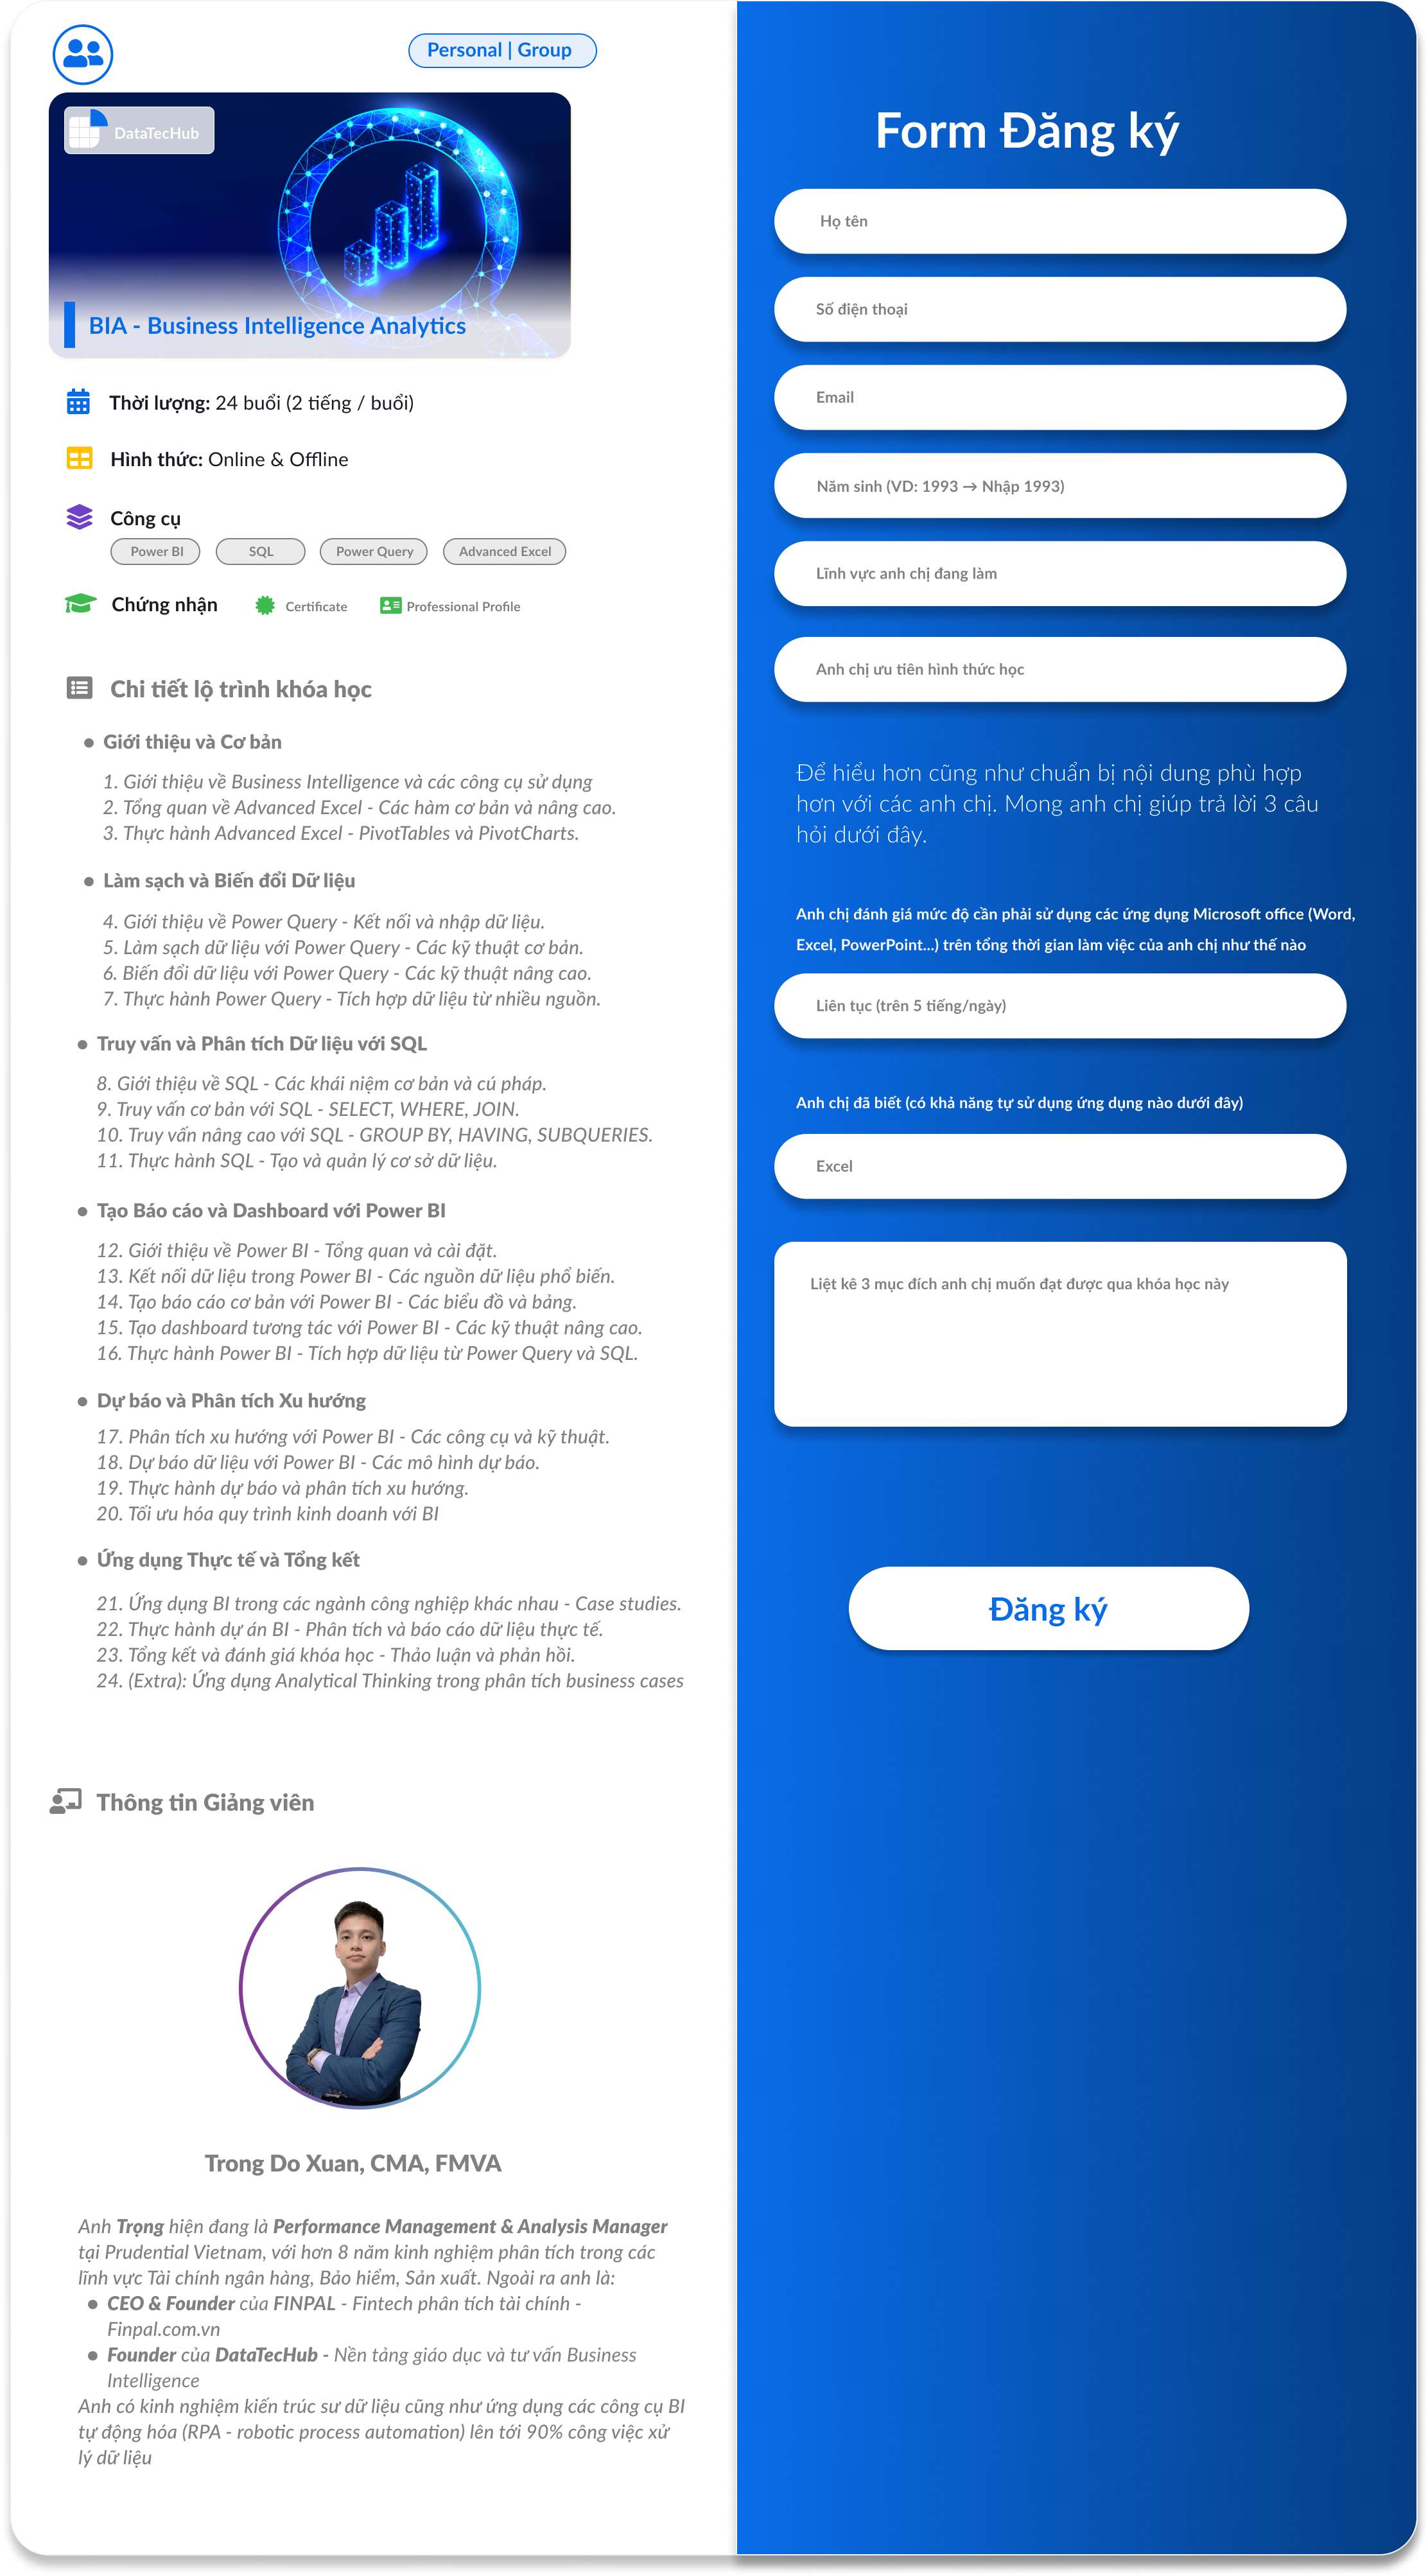 Personal | Group
DataTecHub
BIA - Business Intelligence Analytics
Thời lượng: 24 buổi (2 tiếng / buổi)
Hình thức: Online & Offline
Công cụ
Power BI SQL Power Query Advanced Excel
Chứng nhận Certificate Professional Profile
Chi tiết lộ trình khóa học
● Giới thiệu và Cơ bản
1. Giới thiệu về Business Intelligence và các công cụ sử dụng
2. Tổng quan về Advanced Excel - Các hàm cơ bản và nâng cao.
3. Thực hành Advanced Excel - PivotTables và PivotCharts.
● Làm sạch và Biến đổi Dữ liệu
4. Giới thiệu về Power Query - Kết nối và nhập dữ liệu.
5. Làm sạch dữ liệu với Power Query - Các kỹ thuật cơ bản.
6. Biến đổi dữ liệu với Power Query - Các kỹ thuật nâng cao.
7. Thực hành Power Query - Tích hợp dữ liệu từ nhiều nguồn.
● Truy vấn và Phân tích Dữ liệu với SQL
8. Giới thiệu về SQL - Các khái niệm cơ bản và cú pháp.
9. Truy vấn cơ bản với SQL - SELECT, WHERE, JOIN.
10. Truy vấn nâng cao với SQL - GROUP BY, HAVING, SUBQUERIES.
11. Thực hành SQL - Tạo và quản lý cơ sở dữ liệu.
● Tạo Báo cáo và Dashboard với Power BI
12. Giới thiệu về Power BI - Tổng quan và cài đặt.
13. Kết nối dữ liệu trong Power BI - Các nguồn dữ liệu phổ biến.
14. Tạo báo cáo cơ bản với Power BI - Các biểu đồ và bảng.
15. Tạo dashboard tương tác với Power BI - Các kỹ thuật nâng cao.
16. Thực hành Power BI - Tích hợp dữ liệu từ Power Query và SQL.
● Dự báo và Phân tích Xu hướng
17. Phân tích xu hướng với Power BI - Các công cụ và kỹ thuật.
18. Dự báo dữ liệu với Power BI - Các mô hình dự báo.
19. Thực hành dự báo và phân tích xu hướng.
20. Tối ưu hóa quy trình kinh doanh với BI
● Ứng dụng Thực tế và Tổng kết
21. Ứng dụng BI trong các ngành công nghiệp khác nhau - Case studies.
22. Thực hành dự án BI - Phân tích và báo cáo dữ liệu thực tế.
23. Tổng kết và đánh giá khóa học - Thảo luận và phản hồi.
24. (Extra): Ứng dụng Analytical Thinking trong phân tích business cases
Thông tin Giảng viên
Trong Do Xuan, CMA, FMVA
Anh Trọng hiện đang là Performance Management & Analysis Manager
tại Prudential Vietnam, với hơn 8 năm kinh nghiệm phân tích trong các
lĩnh vực Tài chính ngân hàng, Bảo hiểm, Sản xuất. Ngoài ra anh là:
● CEO & Founder của FINPAL - Fintech phân tích tài chính -
Finpal.com.vn
● Founder của DataTecHub - Nền tảng giáo dục và tư vấn Business
Intelligence
Anh có kinh nghiệm kiến trúc sư dữ liệu cũng như ứng dụng các công cụ BI
tự động hóa (RPA - robotic process automation) lên tới 90% công việc xử
lý dữ liệu
Form Đăng ký
Họ tên
Số điện thoại
Email
Năm sinh (VD: 1993 → Nhập 1993)
Lĩnh vực anh chị đang làm
Anh chị ưu tiên hình thức học
Để hiểu hơn cũng như chuẩn bị nội dung phù hợp
hơn với các anh chị. Mong anh chị giúp trả lời 3 câu
hỏi dưới đây.
Anh chị đánh giá mức độ cần phải sử dụng các ứng dụng Microsoft office (Word,
Excel, PowerPoint...) trên tổng thời gian làm việc của anh chị như thế nào
Liên tục (trên 5 tiếng/ngày)
Anh chị đã biết (có khả năng tự sử dụng ứng dụng nào dưới đây)
Excel
Liệt kê 3 mục đích anh chị muốn đạt được qua khóa học này
Đăng ký